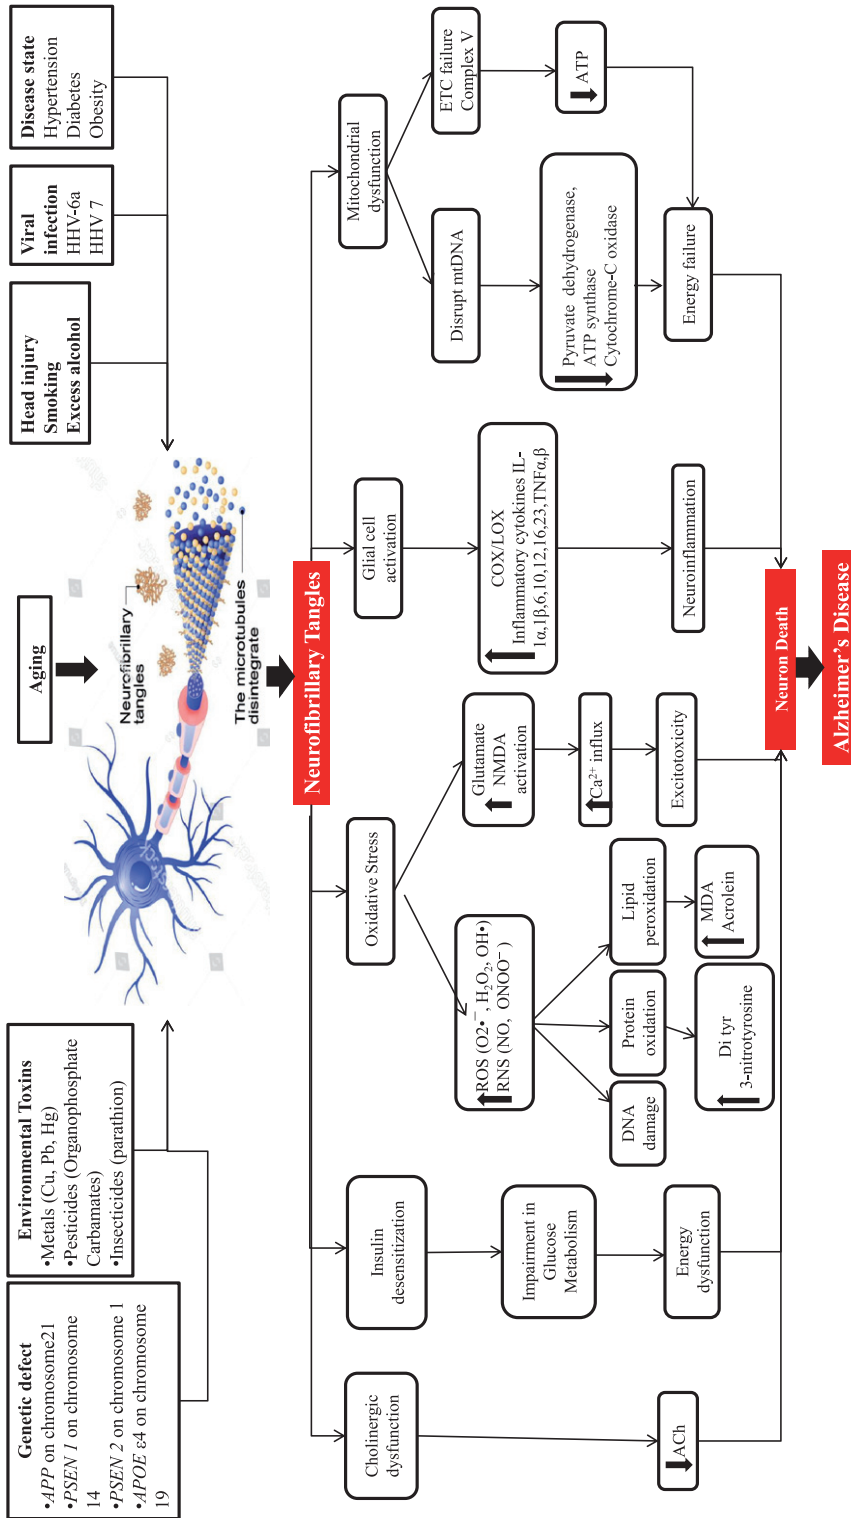 Genetic defect
•APP on chromosome21
•PSEN 1 on chromosome
14
•PSEN 2 on chromosome 1
•APOE ε4 on chromosome
19
Environmental Toxins
•Metals (Cu, Pb, Hg)
•Pesticides (Organophosphate
Carbamates)
•Insecticides (parathion)
Aging
Head injury
Smoking
Excess alcohol
Viral
infection
HHV-6a
HHV 7
Disease state
Hypertension
Diabetes
Obesity
Neurofibrillary
tangles
The microtubules
disintegrate
Neurofibrillary Tangles
Cholinergic
dysfunction
ACh
Insulin
desensitization
Impairment in
Glucose
Metabolism
Energy
dysfunction
Oxidative Stress
ROS (O2•‾, H₂O₂, OH•)
RNS (NO, ONOO⁻)
DNA
damage
Protein
oxidation
Lipid
peroxidation
Di tyr
3-nitrotyrosine
MDA
Acrolein
Glutamate
NMDA
activation
Ca²⁺ influx
Excitotoxicity
Glial cell
activation
COX/LOX
Inflammatory cytokines IL-
1α,1β,6,10,12,16,23,TNFα,β
Neuroinflammation
Mitochondrial
dysfunction
Disrupt mtDNA
Pyruvate dehydrogenase,
ATP synthase
Cytochrome-C oxidase
ETC failure
Complex V
ATP
Energy failure
Neuron Death
Alzheimer's Disease